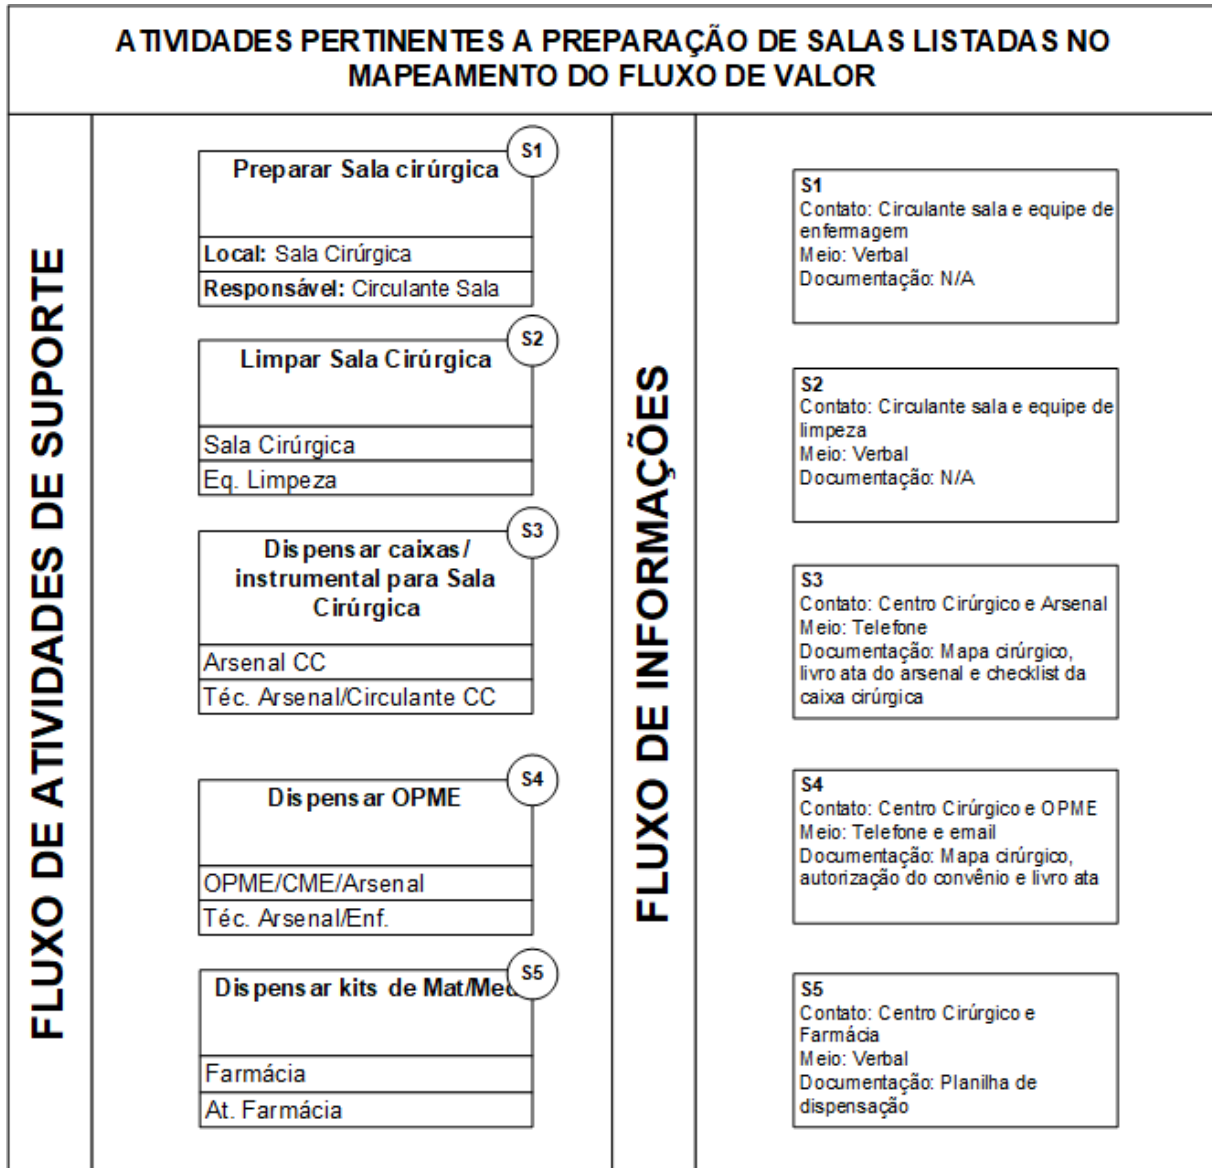 ATIVIDADES PERTINENTES A PREPARAÇÃO DE SALAS LISTADAS NO
MAPEAMENTO DO FLUXO DE VALOR
FLUXO DE ATIVIDADES DE SUPORTE
S1
Preparar Sala cirúrgica
Local: Sala Cirúrgica
Responsável: Circulante Sala
S2
Limpar Sala Cirúrgica
Sala Cirúrgica
Eq. Limpeza
S3
Dispensar caixas/
instrumental para Sala
Cirúrgica
Arsenal CC
Téc. Arsenal/Circulante CC
S4
Dispensar OPME
OPME/CME/Arsenal
Téc. Arsenal/Enf.
S5
Dispensar kits de Mat/Med
Farmácia
At. Farmácia
FLUXO DE INFORMAÇÕES
S1
Contato: Circulante sala e equipe de
enfermagem
Meio: Verbal
Documentação: N/A
S2
Contato: Circulante sala e equipe de
limpeza
Meio: Verbal
Documentação: N/A
S3
Contato: Centro Cirúrgico e Arsenal
Meio: Telefone
Documentação: Mapa cirúrgico,
livro ata do arsenal e checklist da
caixa cirúrgica
S4
Contato: Centro Cirúrgico e OPME
Meio: Telefone e email
Documentação: Mapa cirúrgico,
autorização do convênio e livro ata
S5
Contato: Centro Cirúrgico e
Farmácia
Meio: Verbal
Documentação: Planilha de
dispensação